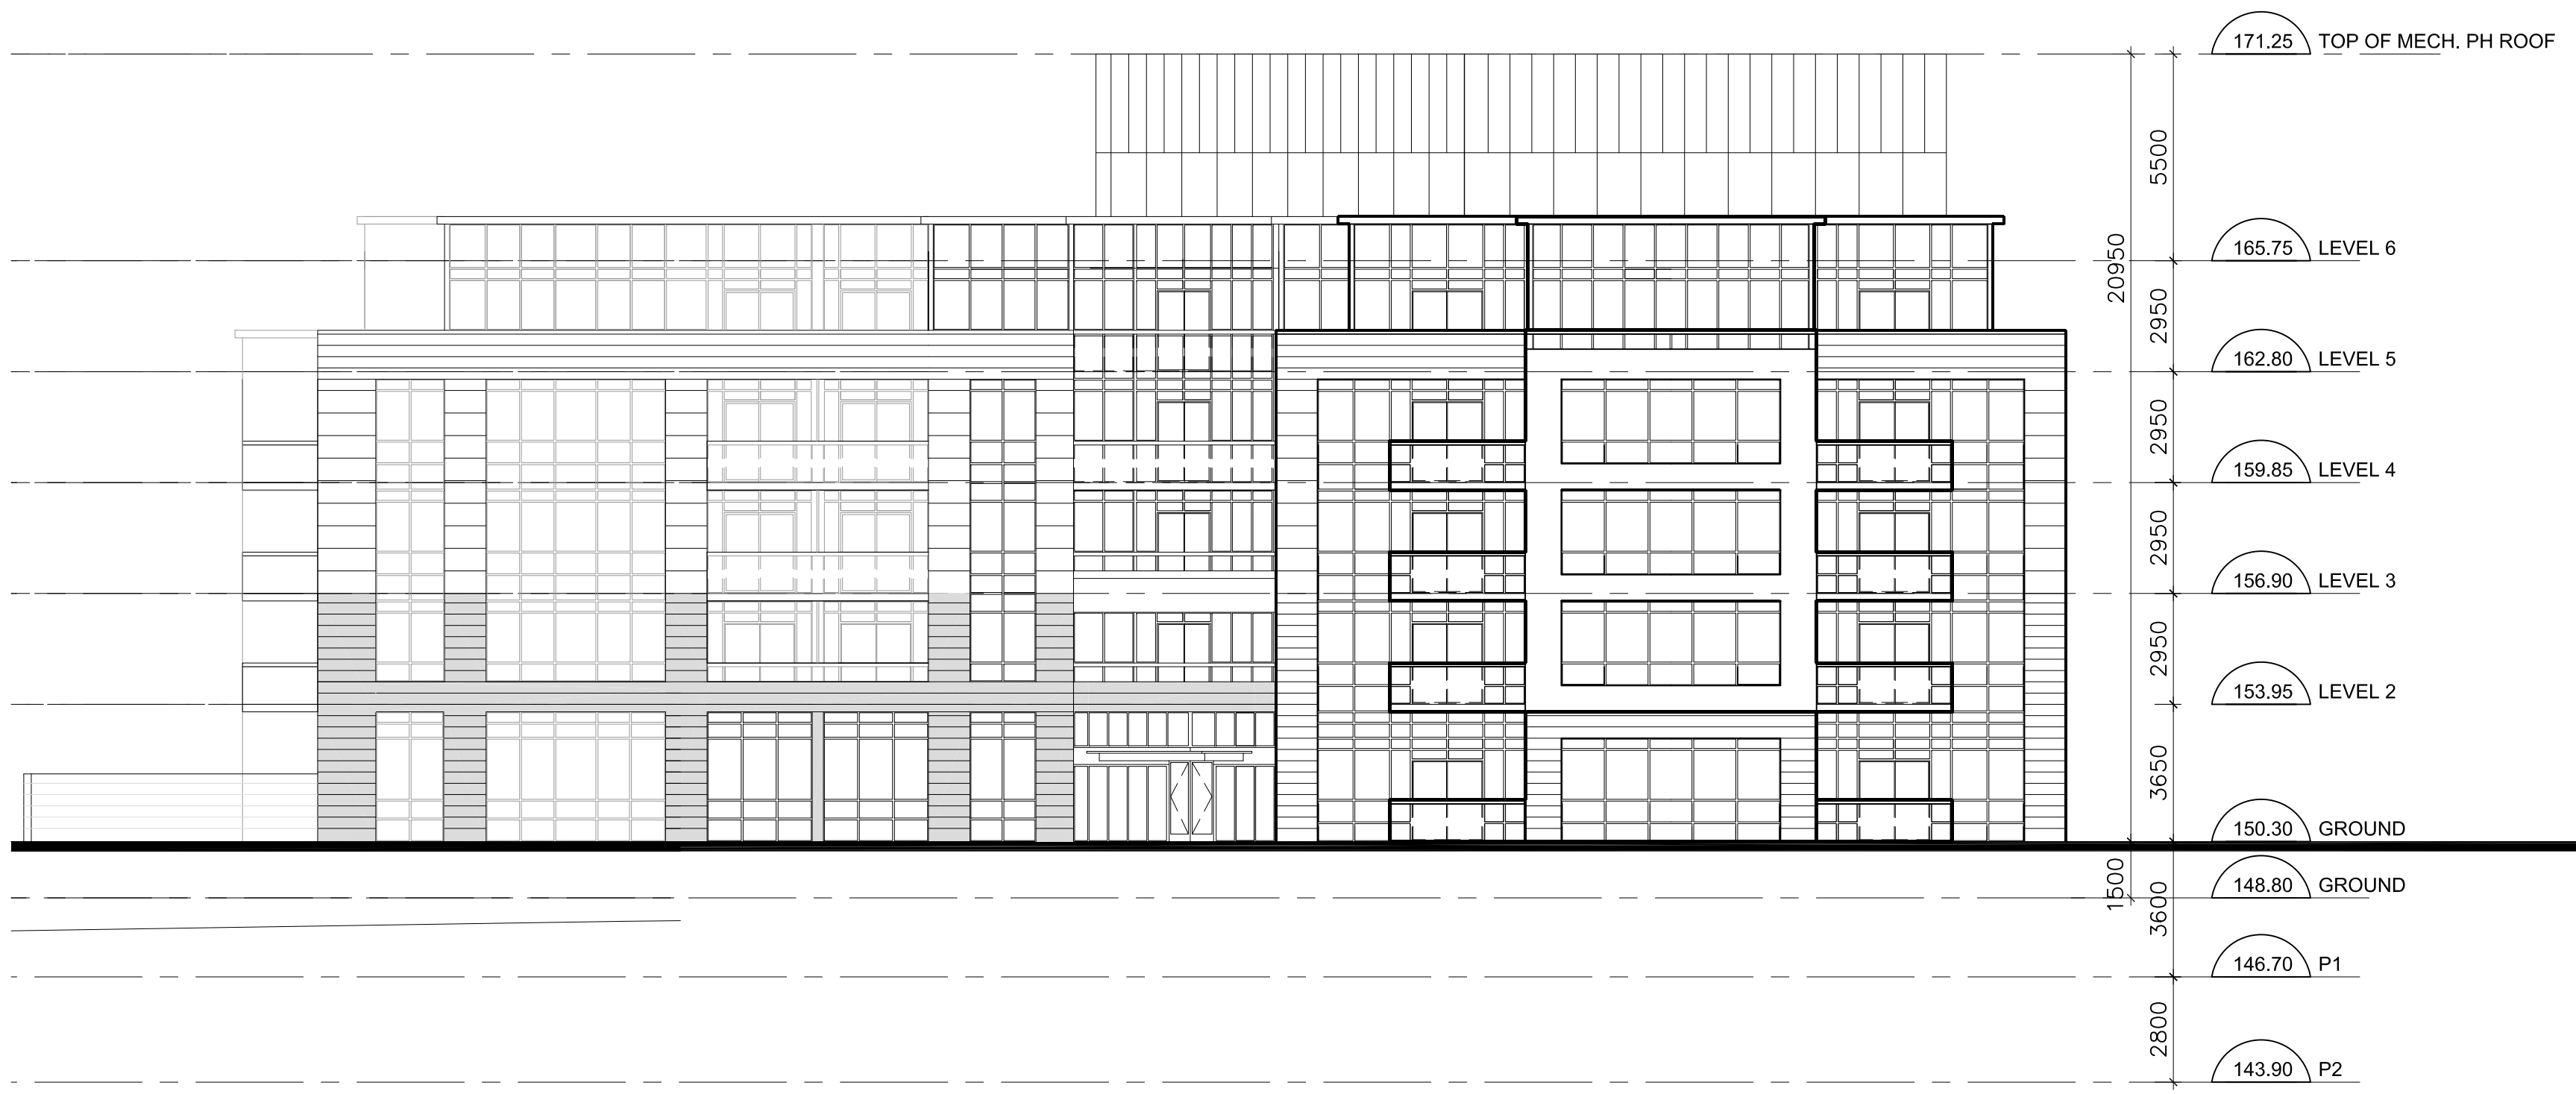 171.25 TOP OF MECH. PH ROOF
5500
20950
165.75 LEVEL 6
2950
162.80 LEVEL 5
2950
159.85 LEVEL 4
2950
156.90 LEVEL 3
2950
153.95 LEVEL 2
3650
150.30 GROUND
1500
148.80 GROUND
3600
146.70 P1
2800
143.90 P2